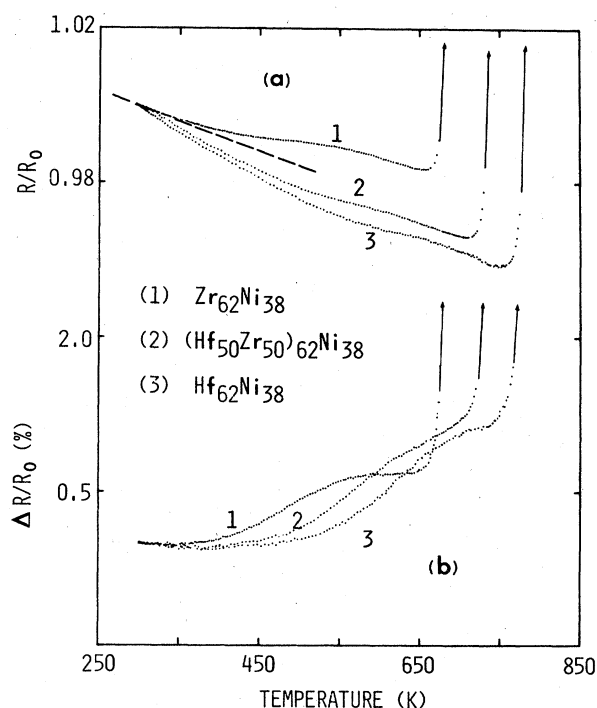 1.02
(a)
1
R/R₀
0.98
2
3
(1) Zr₆₂Ni₃₈
(2) (Hf₅₀Zr₅₀)₆₂Ni₃₈
(3) Hf₆₂Ni₃₈
2.0
ΔR/R₀ (%)
0.5
1
2
3
(b)
250 450 650 850
TEMPERATURE (K)